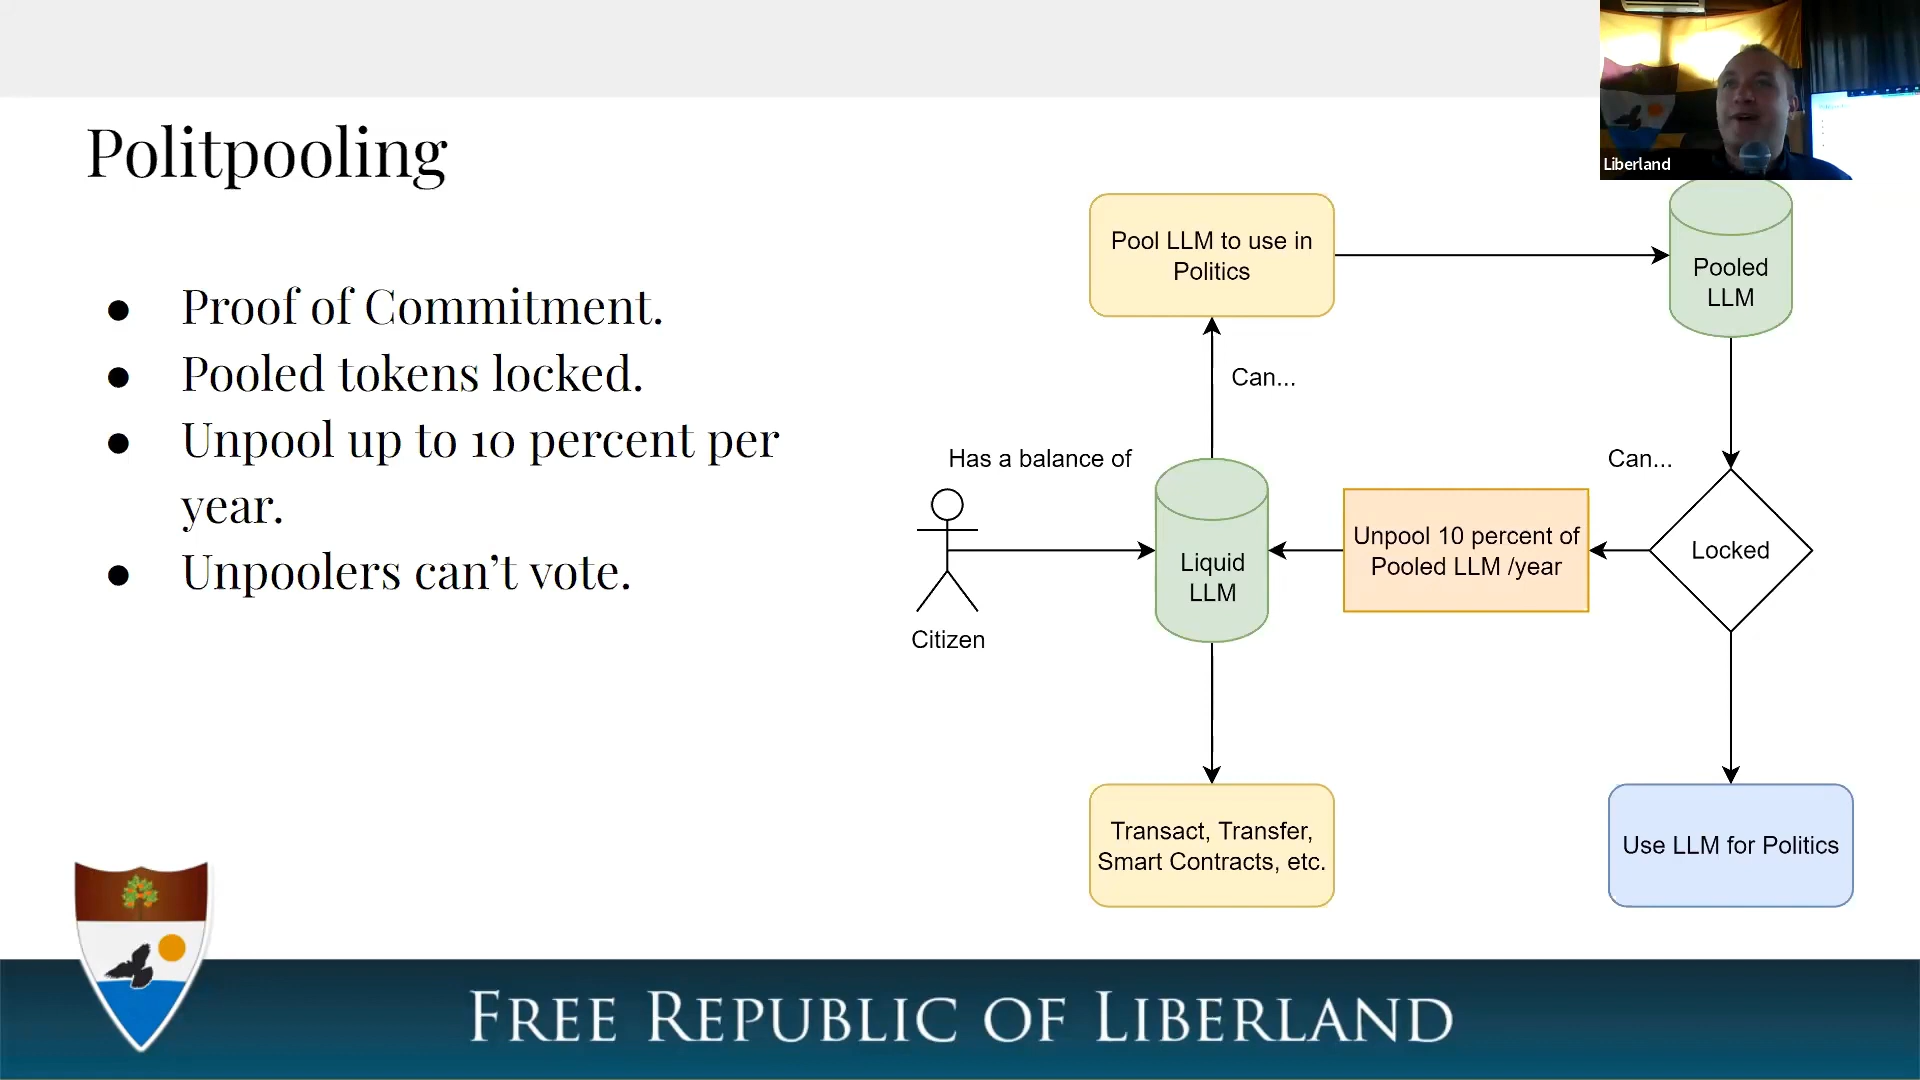 Liberland
Politpooling
● Proof of Commitment.
● Pooled tokens locked.
● Unpool up to 10 percent per
year.
● Unpoolers can’t vote.
Pool LLM to use in
Politics
Pooled
LLM
Can...
Has a balance of
Can...
Citizen
Liquid
LLM
Unpool 10 percent of
Pooled LLM /year
Locked
Transact, Transfer,
Smart Contracts, etc.
Use LLM for Politics
FREE REPUBLIC OF LIBERLAND